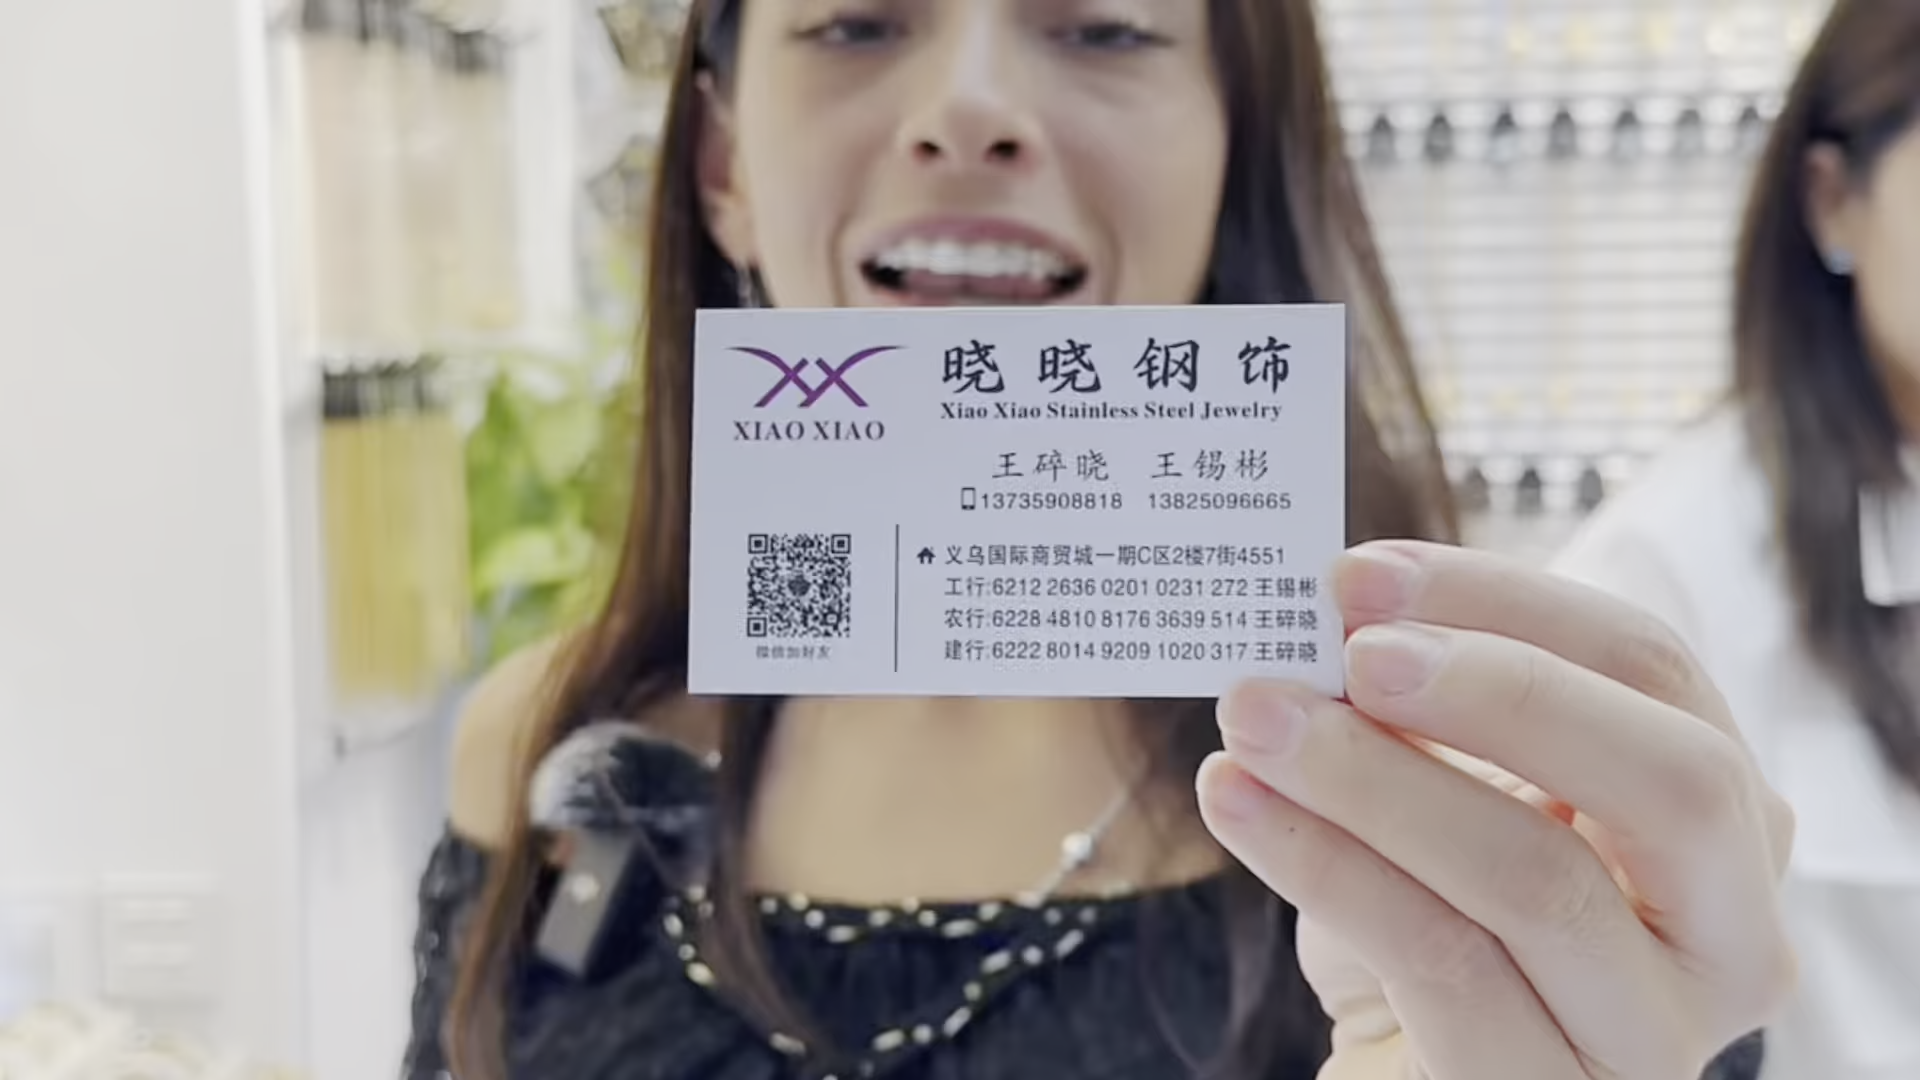 XIAO XIAO
晓晓钢饰
Xiao Xiao Stainless Steel Jewelry
王碎晓 王锡彬
13735908818 13825096665
义乌国际商贸城一期C区2楼7街4551
工行:6212 2636 0201 0231 272 王锡彬
农行:6228 4810 8176 3639 514 王碎晓
建行:6222 8014 9209 1020 317 王碎晓
微信加好友